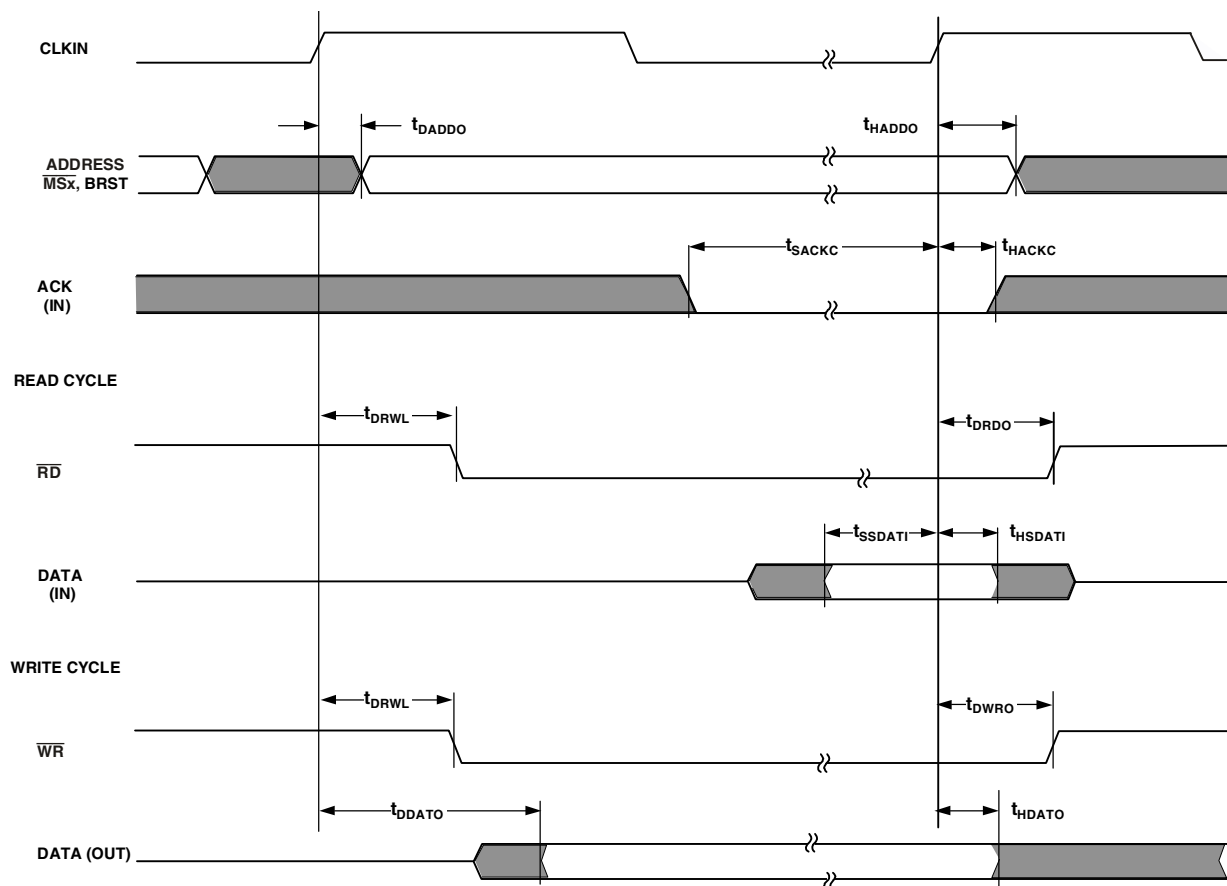 CLKIN
tDADDO
tHADDO
ADDRESS
MSx, BRST
tSACKC
tHACKC
ACK
(IN)
READ CYCLE
tDRWL
tDRDO
RD
tSSDATI
tHSDATI
DATA
(IN)
WRITE CYCLE
tDRWL
tDWRO
WR
tDDATO
tHDATO
DATA (OUT)